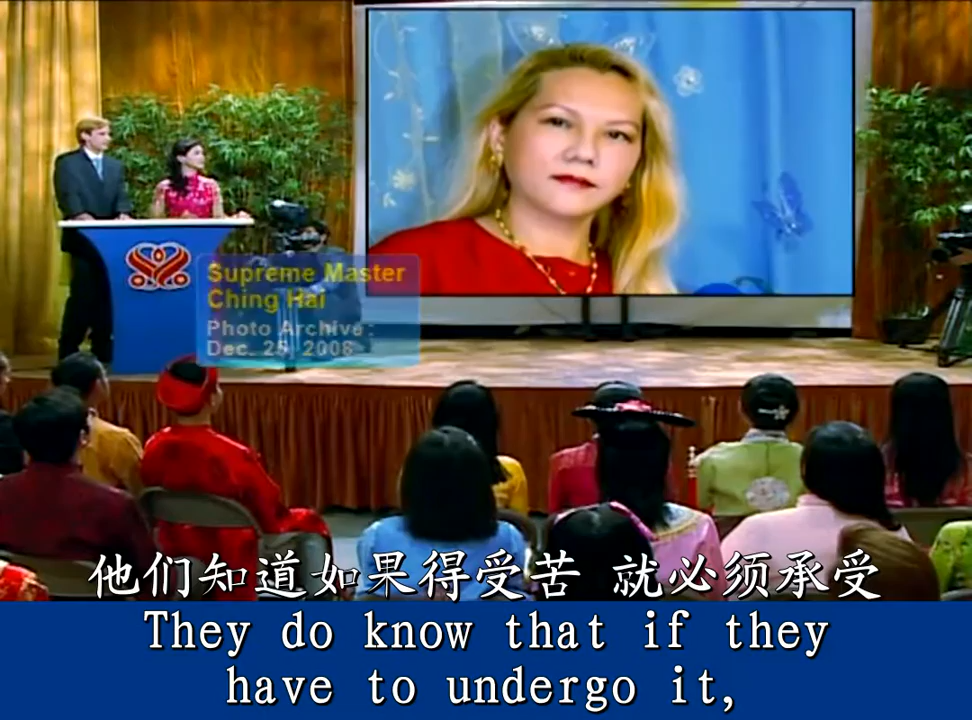 Supreme Master
Ching Hai
Photo Archive:
Dec. 25, 2008
他们知道如果得受苦 就必须承受
They do know that if they
have to undergo it,